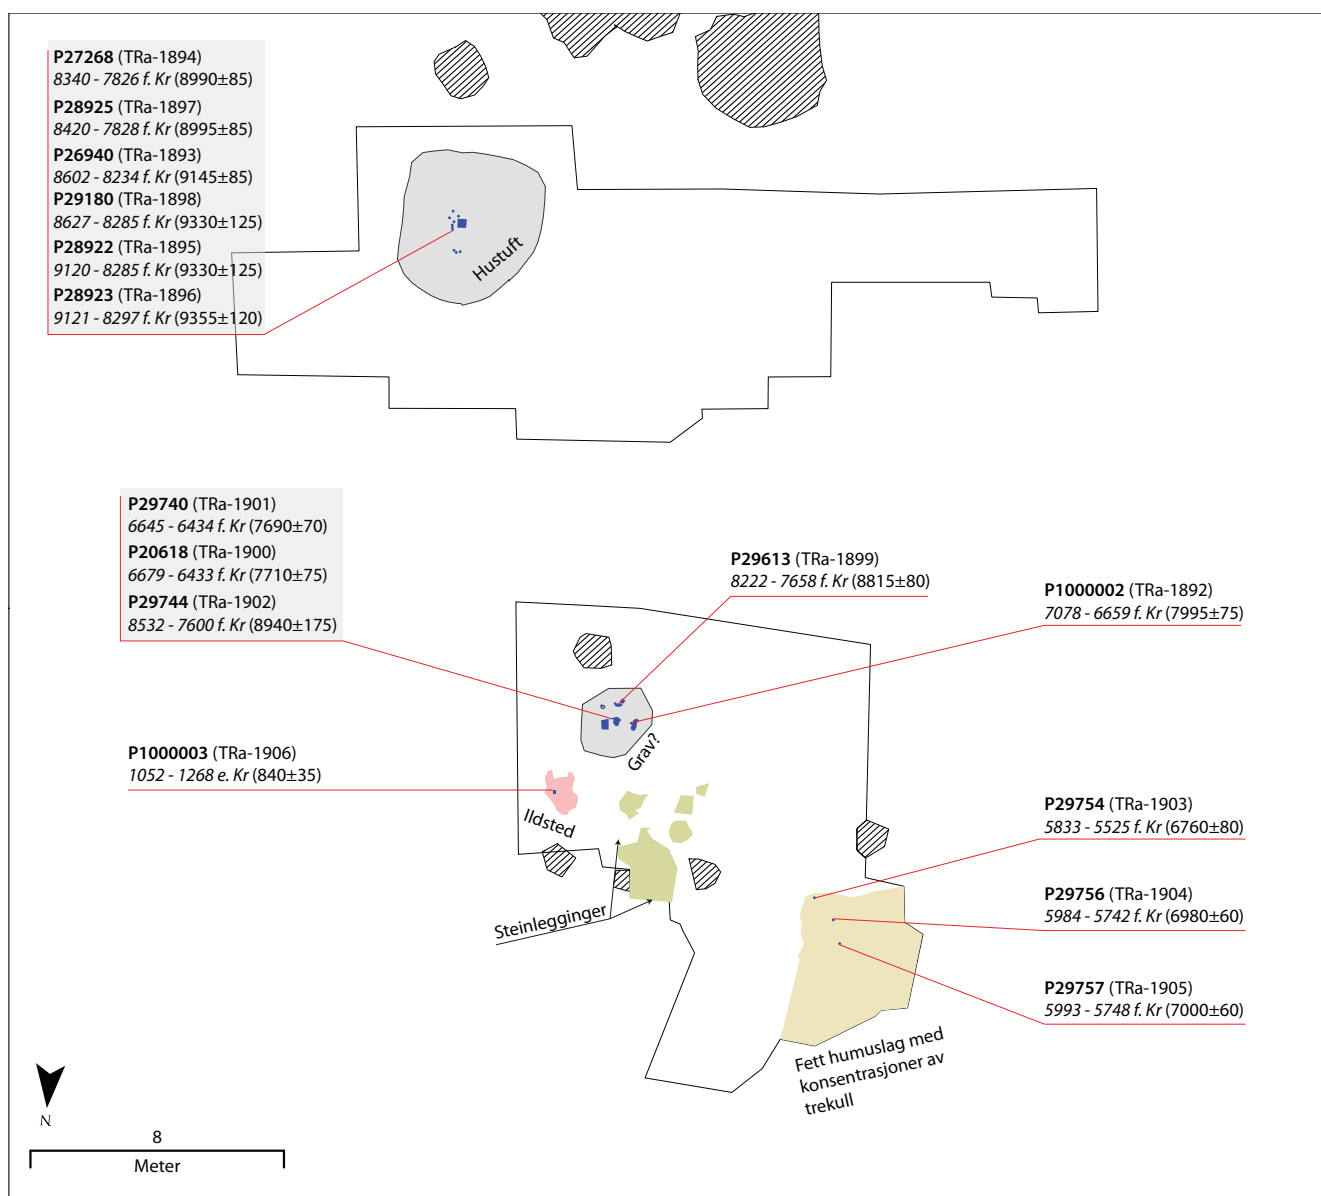 P27268 (TRa-1894)
8340 - 7826 f. Kr (8990±85)
P28925 (TRa-1897)
8420 - 7828 f. Kr (8995±85)
P26940 (TRa-1893)
8602 - 8234 f. Kr (9145±85)
P29180 (TRa-1898)
8627 - 8285 f. Kr (9330±125)
P28922 (TRa-1895)
9120 - 8285 f. Kr (9330±125)
P28923 (TRa-1896)
9121 - 8297 f. Kr (9355±120)
Hustuft
P29740 (TRa-1901)
6645 - 6434 f. Kr (7690±70)
P20618 (TRa-1900)
6679 - 6433 f. Kr (7710±75)
P29744 (TRa-1902)
8532 - 7600 f. Kr (8940±175)
P29613 (TRa-1899)
8222 - 7658 f. Kr (8815±80)
P1000002 (TRa-1892)
7078 - 6659 f. Kr (7995±75)
Grav?
P1000003 (TRa-1906)
1052 - 1268 e. Kr (840±35)
Ildsted
Steinlegginger
P29754 (TRa-1903)
5833 - 5525 f. Kr (6760±80)
P29756 (TRa-1904)
5984 - 5742 f. Kr (6980±60)
P29757 (TRa-1905)
5993 - 5748 f. Kr (7000±60)
Fett humuslag med
konsentrasjoner av
trekull
N
8
Meter